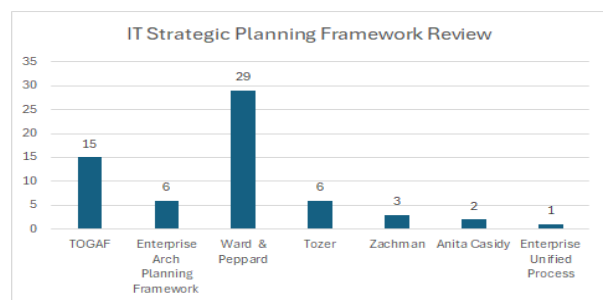 IT Strategic Planning Framework Review
35
30
25
20
15
10
5
0
15
6
29
6
3
2
1
TOGAF
Enterprise
Arch
Planning
Framework
Ward &
Peppard
Tozer
Zachman
Anita Casidy
Enterprise
Unified
Process